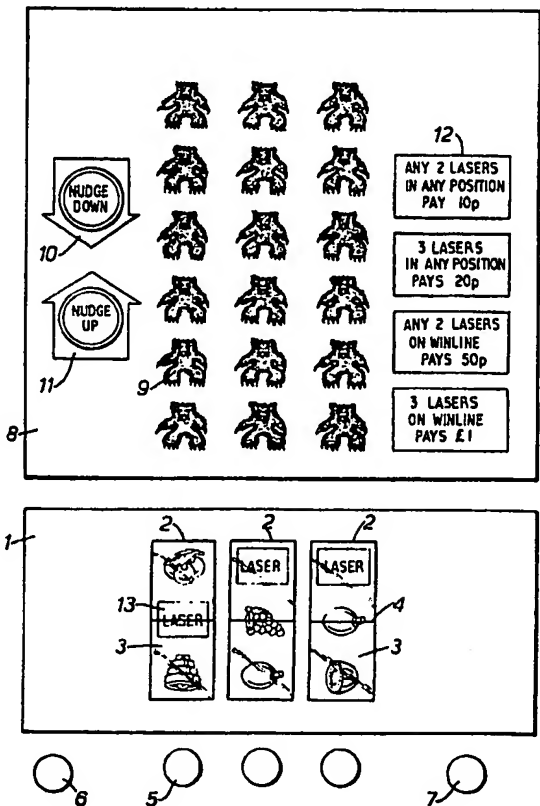 12
ANY 2 LASERS
IN ANY POSITION
PAY 10p
NUDGE
DOWN
10
3 LASERS
IN ANY POSITION
PAYS 20p
NUDGE
UP
11
ANY 2 LASERS
ON WINLINE
PAYS 50p
9
3 LASERS
ON WINLINE
PAYS £1
8
1
2
2
2
LASER
LASER
13
LASER
4
3
3
6
5
7